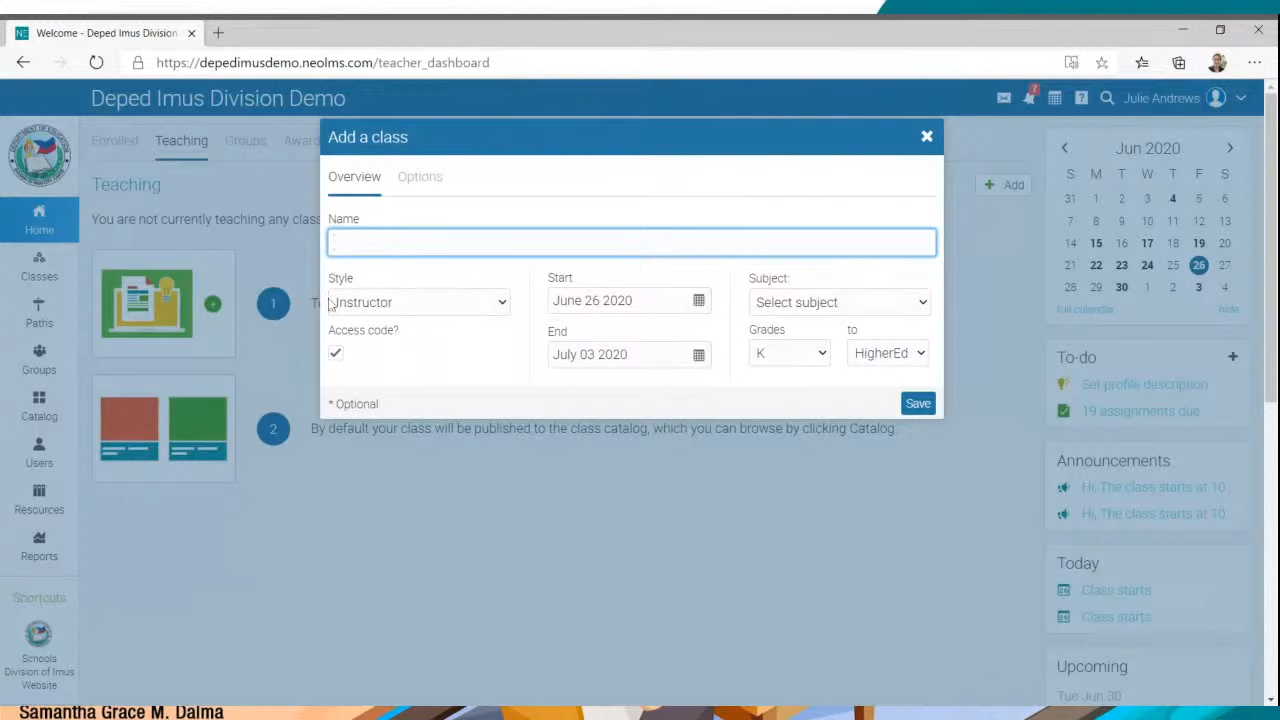 Welcome - Deped Imus Division
https://depedimusdemo.neolms.com/teacher_dashboard
Deped Imus Division Demo
7
Julie Andrews
Enrolled
Teaching
Groups
Teaching
Add
You are not currently teaching any
Home
Classes
Paths
Groups
Catalog
Users
Resources
Reports
Shortcuts
Schools
Division of Imus
Website
1
2
By default your class will be published to the class catalog, which you can browse by clicking Catalog.
Add a class
Overview
Options
Name
Style
Instructor
Access code?
Start
June 26 2020
End
July 03 2020
Subject:
Select subject
Grades
to
K
HigherEd
* Optional
Save
Jun 2020
S M T W T F S
31 1 2 3 4 5 6
7 8 9 10 11 12 13
14 15 16 17 18 19 20
21 22 23 24 25 26 27
28 29 30 1 2 3 4
full calendar
hide
To-do
Set profile description
19 assignments due
Announcements
Hi, The class starts at 10
Hi, The class starts at 10
Today
Class starts
Class starts
Upcoming
Tue Jun 30
Samantha Grace M. Dalma